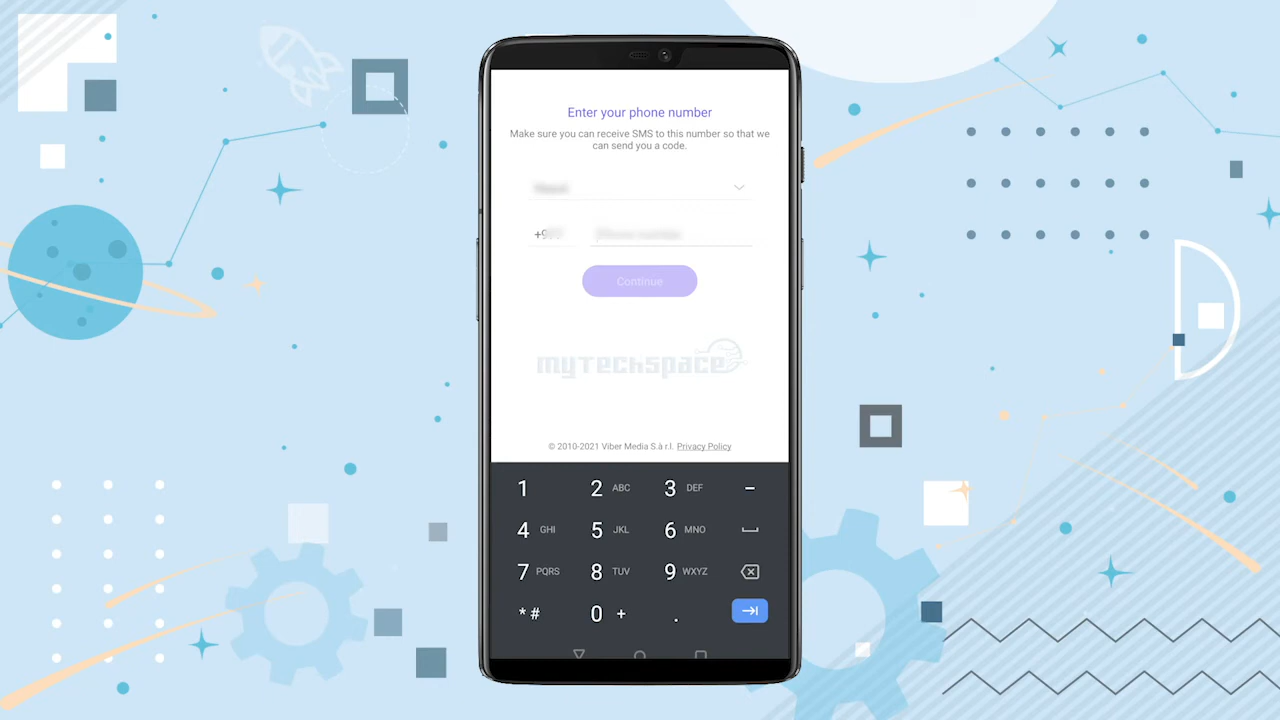 Enter your phone number
Make sure you can receive SMS to this number so that we
can send you a code.
Continue
mytechspace
© 2010-2021 Viber Media S.à r.l. Privacy Policy
1 2 ABC 3 DEF –
4 GHI 5 JKL 6 MNO
7 PQRS 8 TUV 9 WXYZ
* # 0 + .